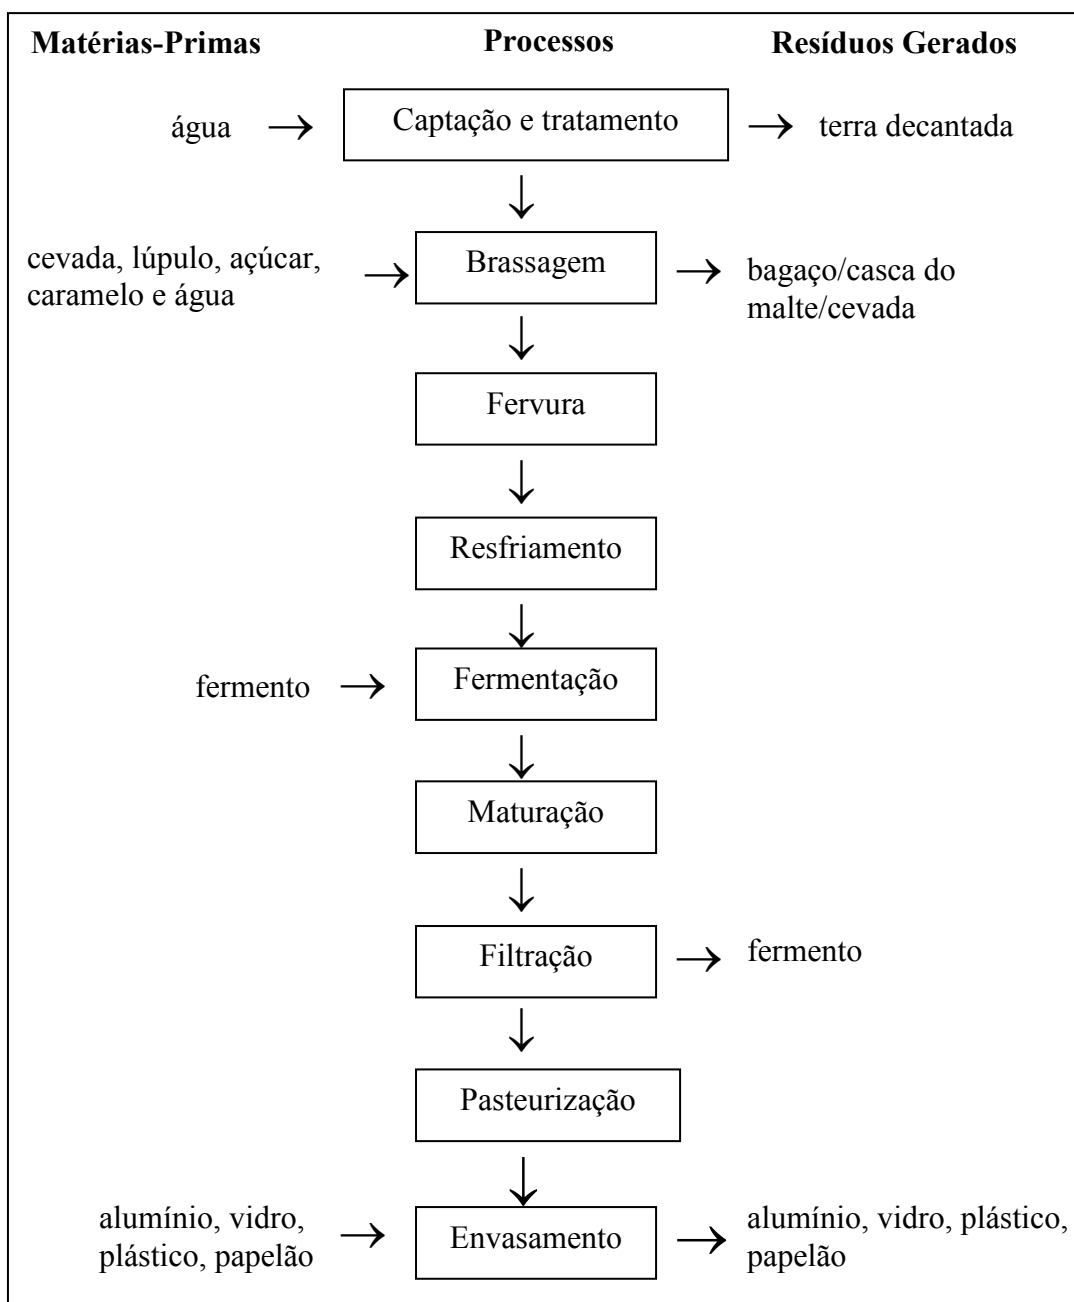 Matérias-Primas
Processos
Resíduos Gerados
água
Captação e tratamento
terra decantada
cevada, lúpulo, açúcar,
caramelo e água
Brassagem
bagaço/casca do
malte/cevada
Fervura
Resfriamento
fermento
Fermentação
Maturação
Filtração
fermento
Pasteurização
alumínio, vidro,
plástico, papelão
Envasamento
alumínio, vidro, plástico,
papelão